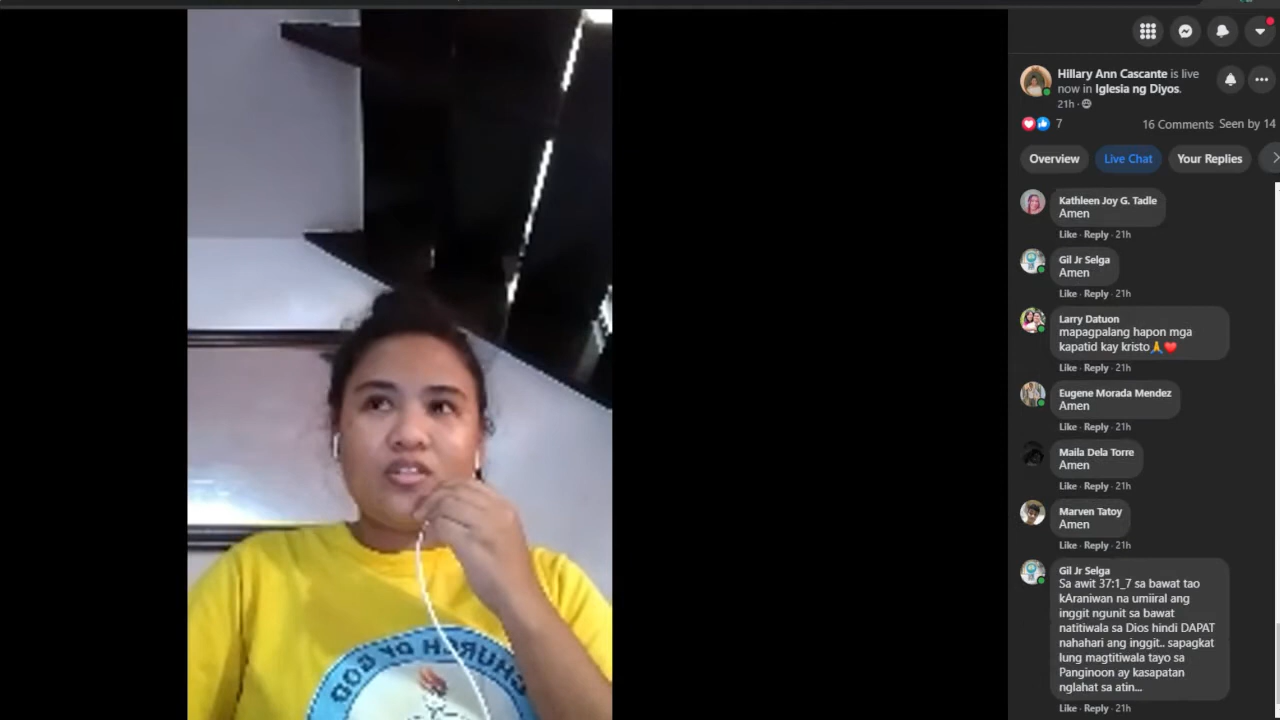 CHURCH OF GOD
Hillary Ann Cascante is live
now in Iglesia ng Diyos.
21h
7
16 Comments Seen by 14
Overview
Live Chat
Your Replies
Kathleen Joy G. Tadle
Amen
Like · Reply · 21h
Gil Jr Selga
Amen
Like · Reply · 21h
Larry Datuon
mapagpalang hapon mga
kapatid kay kristo🙏❤️
Like · Reply · 21h
Eugene Morada Mendez
Amen
Like · Reply · 21h
Maila Dela Torre
Amen
Like · Reply · 21h
Marven Tatoy
Amen
Like · Reply · 21h
Gil Jr Selga
Sa awit 37:1_7 sa bawat tao
kAraniwan na umiiral ang
inggit ngunit sa bawat
natitiwala sa Dios hindi DAPAT
nahahari ang inggit.. sapagkat
lung magtitiwala tayo sa
Panginoon ay kasapatan
nglahat sa atin...
Like · Reply · 21h